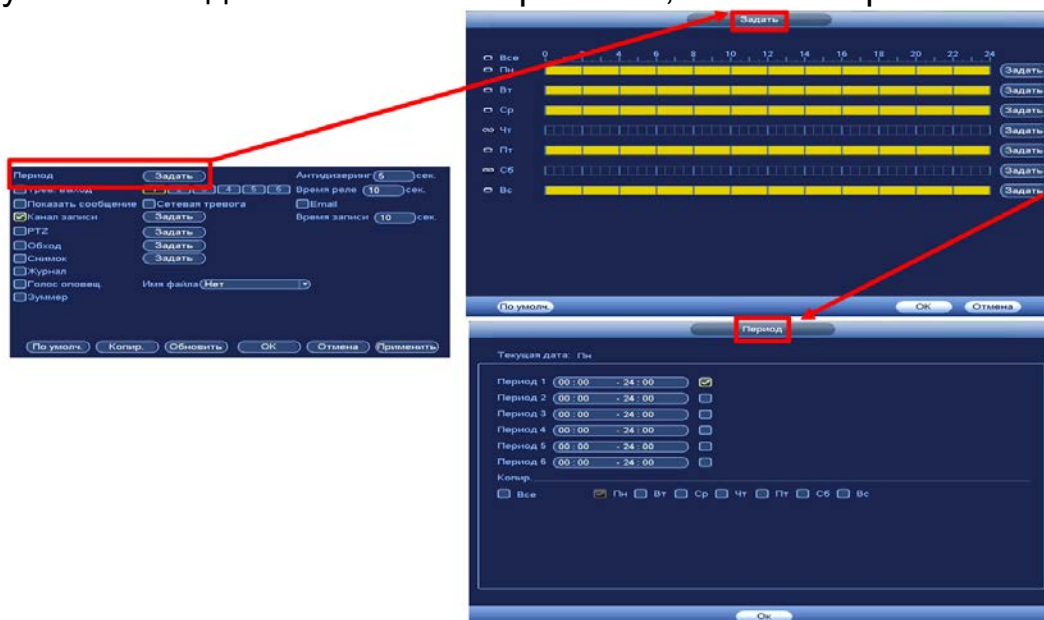 Период Задать Антидизеринг 5 сек.
Трев. выход 1 2 3 4 5 6 Время реле 10 сек.
Показать сообщение Сетевая тревога Email
Канал записи Задать Время записи 10 сек.
PTZ Задать
Обход Задать
Снимок Задать
Журнал
Голос оповещ. Имя файла Нет
Зуммер
По умолч. Копир. Обновить OK Отмена Применить
Задать
Все 0 2 4 6 8 10 12 14 16 18 20 22 24
Пн Задать
Вт Задать
Ср Задать
Чт Задать
Пт Задать
Сб Задать
Вс Задать
По умолч. OK Отмена
Период
Текущая дата: Пн
Период 1 00 : 00 - 24 : 00
Период 2 00 : 00 - 24 : 00
Период 3 00 : 00 - 24 : 00
Период 4 00 : 00 - 24 : 00
Период 5 00 : 00 - 24 : 00
Период 6 00 : 00 - 24 : 00
Копир.
Все Пн Вт Ср Чт Пт Сб Вс
Ок